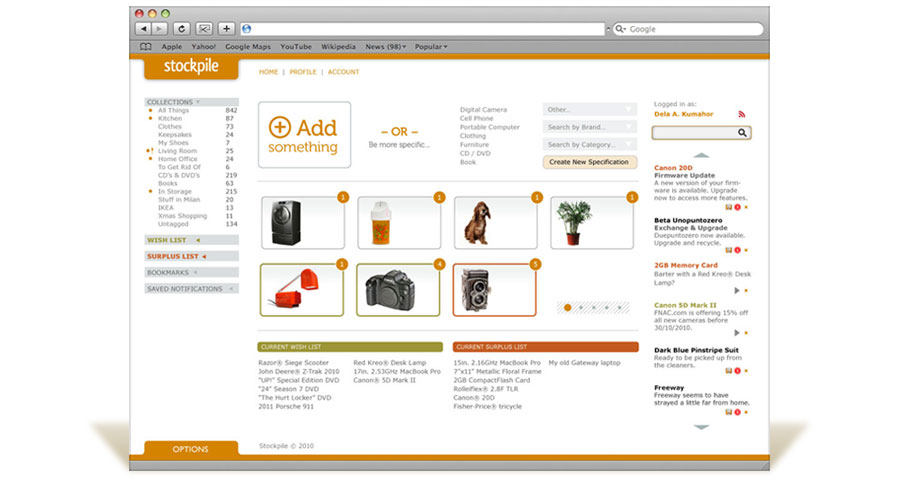 Google
Apple
Yahoo!
Google Maps
YouTube
Wikipedia
News (98)
Popular
stockpile
HOME | PROFILE | ACCOUNT
COLLECTIONS
All Things 842
Kitchen 87
Clothes 73
Keepsakes 24
My Shoes 7
! Living Room 25
Home Office 24
To Get Rid Of 6
CD's & DVD's 219
Books 63
In Storage 215
Stuff in Milan 20
IKEA 13
Xmas Shopping 11
Untagged 134
WISH LIST
SURPLUS LIST
BOOKMARKS
SAVED NOTIFICATIONS
Add
something
– OR –
Be more specific...
Digital Camera
Cell Phone
Portable Computer
Clothing
Furniture
CD / DVD
Book
Other...
Search by Brand...
Search by Category...
Create New Specification
1
1
1
1
1
4
5
CURRENT WISH LIST
Razor® Siege Scooter
John Deere® Z-Trak 2010
"UP!" Special Edition DVD
"24" Season 7 DVD
"The Hurt Locker" DVD
2011 Porsche 911
Red Kreo® Desk Lamp
17in. 2.53GHZ MacBook Pro
Canon® 5D Mark II
CURRENT SURPLUS LIST
15in. 2.16GHz MacBook Pro
7"x11" Metallic Floral Frame
2GB CompactFlash Card
Rolleiflex® 2.8F TLR
Canon® 20D
Fisher-Price® tricycle
My old Gateway laptop
Logged in as:
Dela A. Kumahor
Canon 20D
Firmware Update
A new version of your firm-
ware is available. Upgrade
now to access more features.
Beta Unopuntozero
Exchange & Upgrade
Duepuntozero now available.
Upgrade and recycle.
2GB Memory Card
Barter with a Red Kreo® Desk
Lamp?
Canon 5D Mark II
FNAC.com is offering 15% off
all new cameras before
30/10/2010.
Dark Blue Pinstripe Suit
Ready to be picked up from
the cleaners.
Freeway
Freeway seems to have
strayed a little far from home.
OPTIONS
Stockpile © 2010